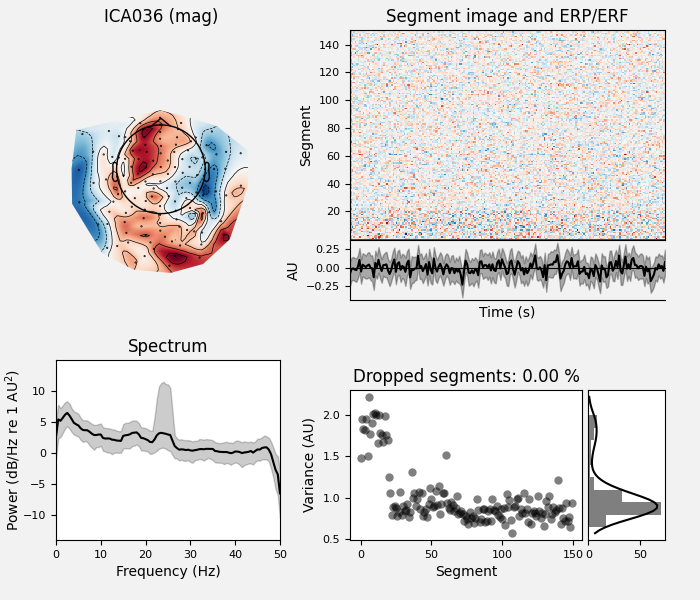 ICA036 (mag)
Segment image and ERP/ERF
Segment
140
120
100
80
60
40
20
AU
0.25
0.00
−0.25
Time (s)
Spectrum
Power (dB/Hz re 1 AU²)
10
5
0
−5
−10
0 10 20 30 40 50
Frequency (Hz)
Dropped segments: 0.00 %
Variance (AU)
2.0
1.5
1.0
0.5
0 50 100 150
Segment
0 50